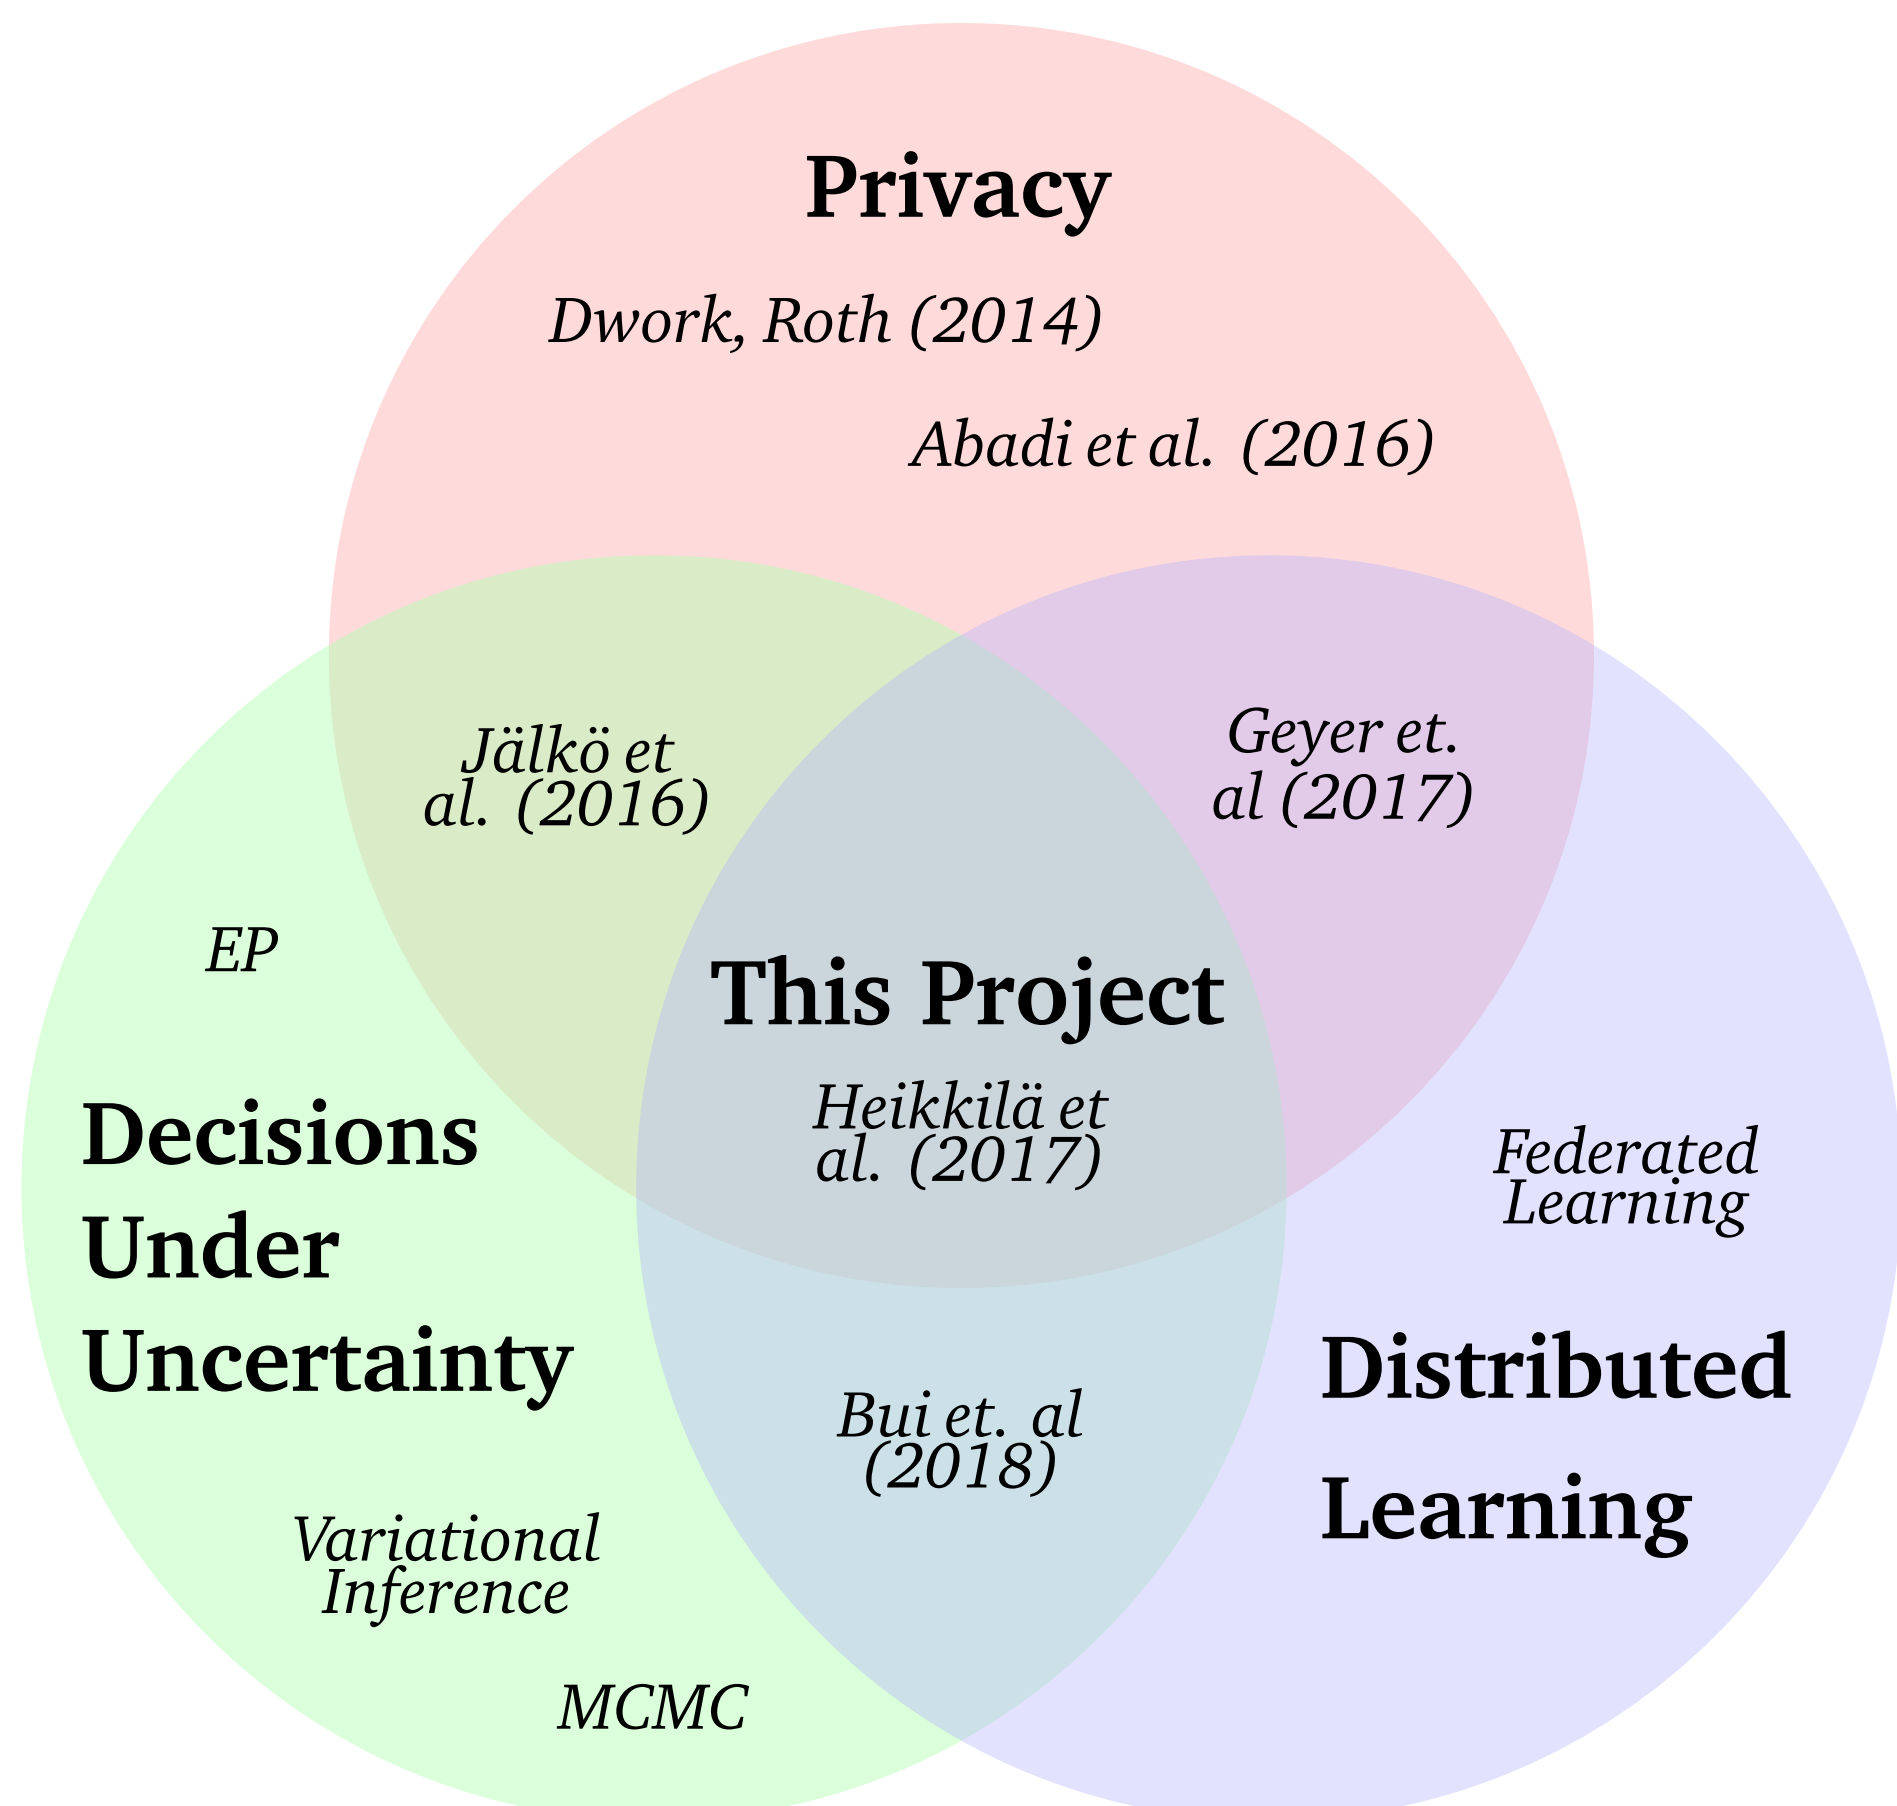 Privacy
Dwork, Roth (2014)
Abadi et al. (2016)
Jälkö et
al. (2016)
Geyer et.
al (2017)
EP
This Project
Heikkilä et
al. (2017)
Decisions
Under
Uncertainty
Federated
Learning
Distributed
Learning
Bui et. al
(2018)
Variational
Inference
MCMC